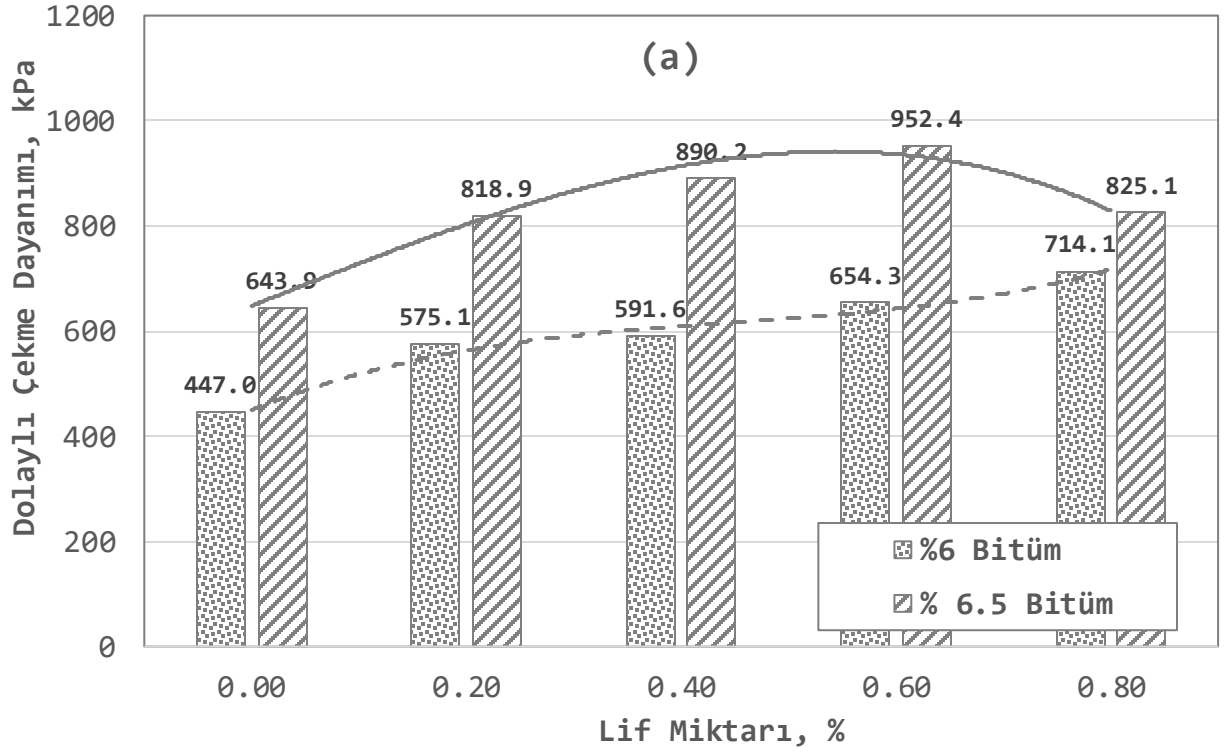 (a)
Dolaylı Çekme Dayanımı, kPa
1200
1000
800
600
400
200
0
447.0
643.9
575.1
818.9
591.6
890.2
654.3
952.4
714.1
825.1
%6 Bitüm
% 6.5 Bitüm
0.00 0.20 0.40 0.60 0.80
Lif Miktarı, %